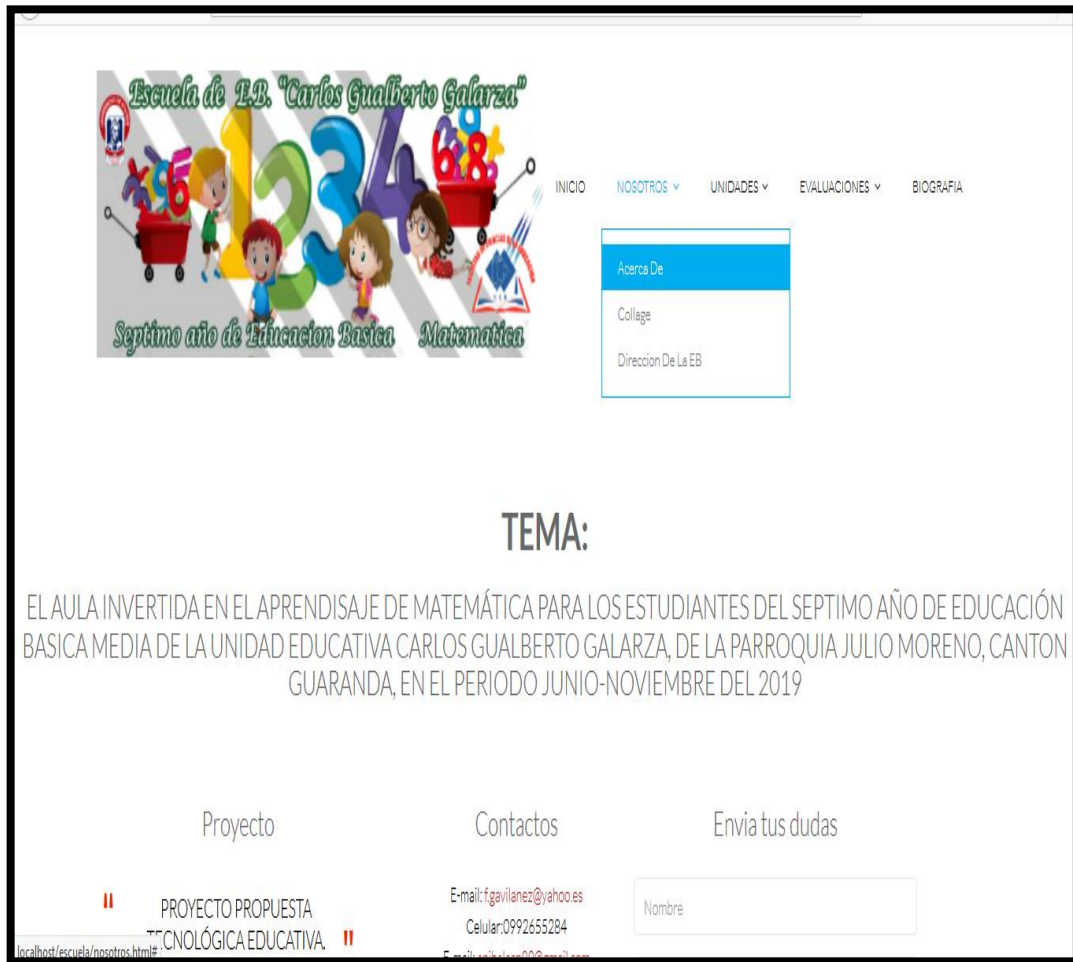 Escuela de E.B. "Carlos Gualberto Galarza"
1234
Septimo año de Educacion Basica Matematica
INICIO NOSOTROS UNIDADES EVALUACIONES BIOGRAFIA
Acerca De
Collage
Direccion De La EB
TEMA:
EL AULA INVERTIDA EN EL APRENDISAJE DE MATEMÁTICA PARA LOS ESTUDIANTES DEL SEPTIMO AÑO DE EDUCACIÓN
BASICA MEDIA DE LA UNIDAD EDUCATIVA CARLOS GUALBERTO GALARZA, DE LA PARROQUIA JULIO MORENO, CANTON
GUARANDA, EN EL PERIODO JUNIO-NOVIEMBRE DEL 2019
Proyecto
" PROYECTO PROPUESTA
TECNOLÓGICA EDUCATIVA. "
Contactos
E-mail: f.gavilanez@yahoo.es
Celular:0992655284
E-mail:
Envia tus dudas
Nombre
localhost/escuela/nosotros.html#